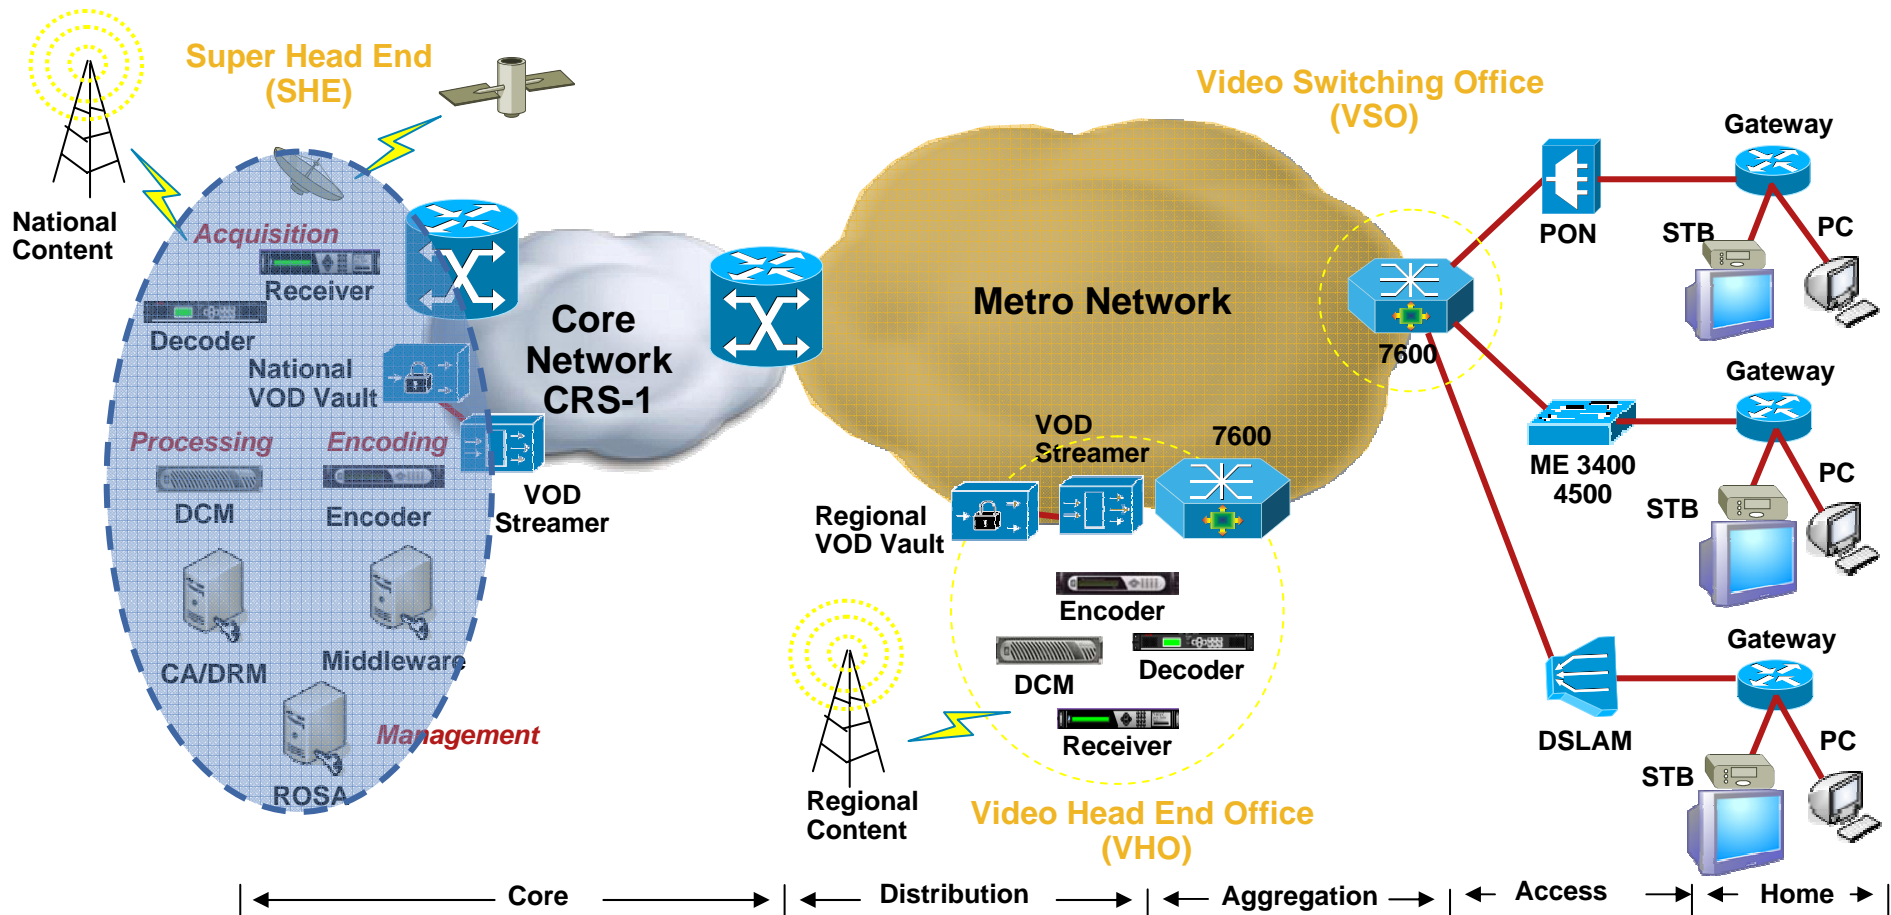 Super Head End
(SHE)
National
Content
Acquisition
Receiver
Decoder
National
VOD Vault
Processing
Encoding
DCM
Encoder
VOD
Streamer
CA/DRM
Middleware
Management
ROSA
Core
Network
CRS-1
Metro Network
VOD
Streamer
7600
Regional
VOD Vault
Encoder
Decoder
DCM
Receiver
Regional
Content
Video Head End Office
(VHO)
Video Switching Office
(VSO)
7600
PON
Gateway
STB
PC
ME 3400
4500
Gateway
STB
PC
DSLAM
Gateway
STB
PC
Core
Distribution
Aggregation
Access
Home